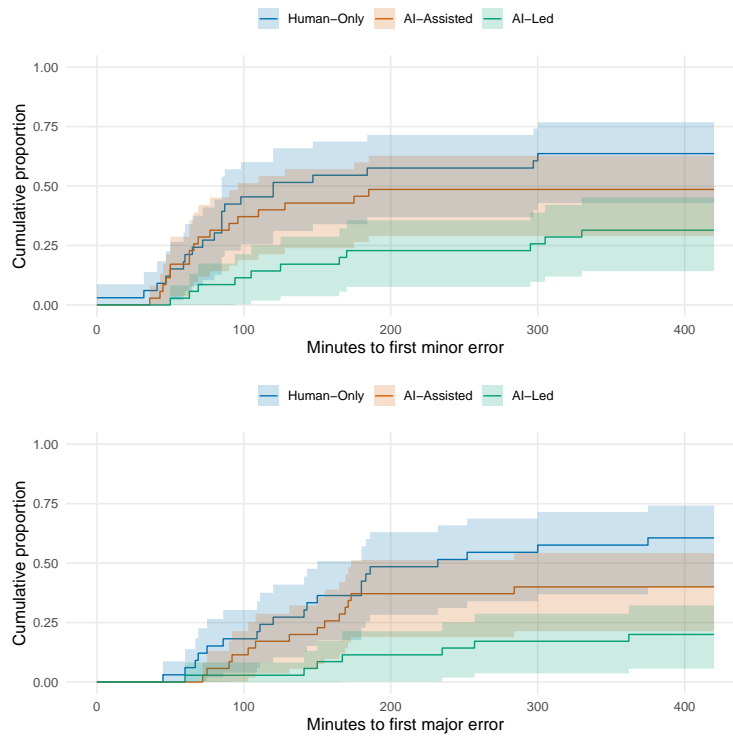 Human-Only AI-Assisted AI-Led
1.00
0.75
0.50
0.25
0.00
Cumulative proportion
0 100 200 300 400
Minutes to first minor error
Human-Only AI-Assisted AI-Led
1.00
0.75
0.50
0.25
0.00
Cumulative proportion
0 100 200 300 400
Minutes to first major error